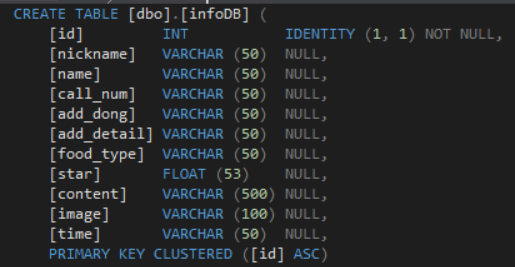 CREATE TABLE [dbo].[infoDB] (
[id] INT IDENTITY (1, 1) NOT NULL,
[nickname] VARCHAR (50) NULL,
[name] VARCHAR (50) NULL,
[call_num] VARCHAR (50) NULL,
[add_dong] VARCHAR (50) NULL,
[add_detail] VARCHAR (50) NULL,
[food_type] VARCHAR (50) NULL,
[star] FLOAT (53) NULL,
[content] VARCHAR (500) NULL,
[image] VARCHAR (100) NULL,
[time] VARCHAR (50) NULL,
PRIMARY KEY CLUSTERED ([id] ASC)